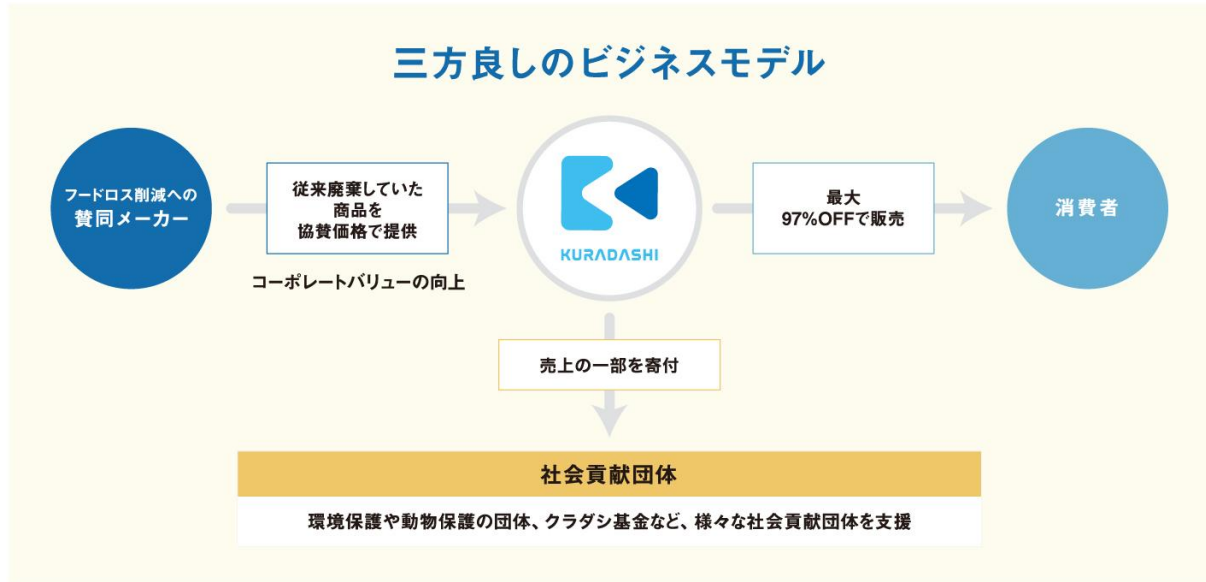 三方良しのビジネスモデル
フードロス削減への
賛同メーカー
従来廃棄していた
商品を
協賛価格で提供
コーポレートバリューの向上
KURADASHI
最大
97%OFFで販売
消費者
売上の一部を寄付
社会貢献団体
環境保護や動物保護の団体、クラダシ基金など、様々な社会貢献団体を支援